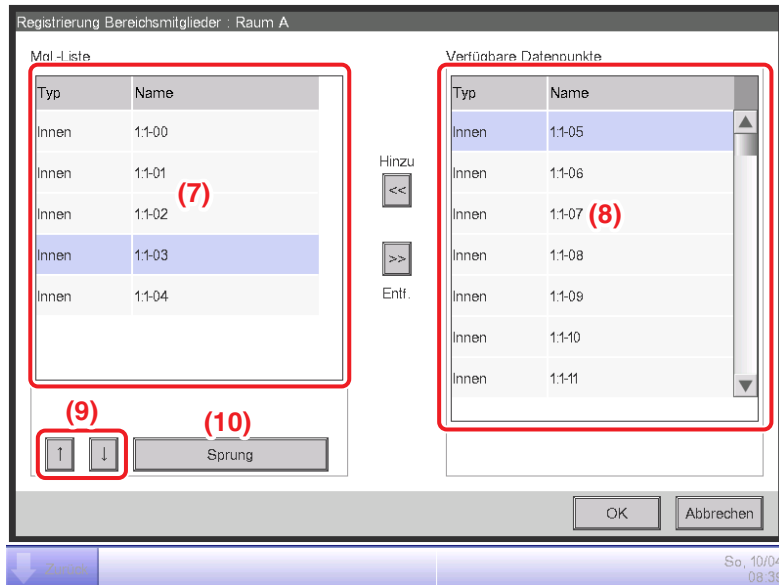 Registrierung Bereichsmitglieder : Raum A
Mgl.-Liste
Verfügbare Datenpunkte
Typ Name
Innen 1:1-00
Innen 1:1-01
Innen 1:1-02
Innen 1:1-03
Innen 1:1-04
(7)
Hinzu
<<
>>
Entf.
Typ Name
Innen 1:1-05
Innen 1:1-06
Innen 1:1-07
Innen 1:1-08
Innen 1:1-09
Innen 1:1-10
Innen 1:1-11
(8)
(9)
(10)
↑ ↓ Sprung
OK Abbrechen
Zurück
So, 10/04
08:39